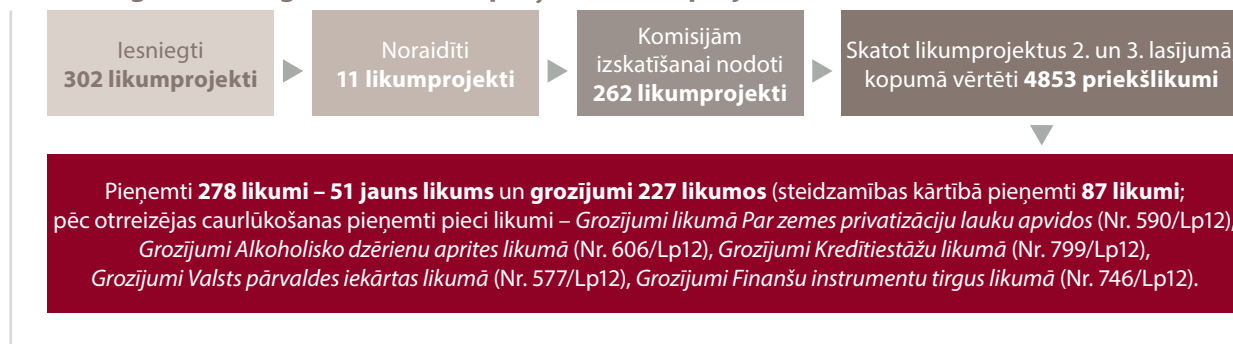 Iesniegti
302 likumprojekti
Noraidīti
11 likumprojekti
Komisijām
izskatīšanai nodoti
262 likumprojekti
Skatot likumprojektus 2. un 3. lasījumā
kopumā vērtēti 4853 priekšlikumi
Pieņemti 278 likumi – 51 jauns likums un grozījumi 227 likumos (steidzamības kārtībā pieņemti 87 likumi;
pēc otrreizējas caurlūkošanas pieņemti pieci likumi – Grozījumi likumā Par zemes privatizāciju lauku apvidos (Nr. 590/Lp12),
Grozījumi Alkoholisko dzērienu aprites likumā (Nr. 606/Lp12), Grozījumi Kredītiestāžu likumā (Nr. 799/Lp12),
Grozījumi Valsts pārvaldes iekārtas likumā (Nr. 577/Lp12), Grozījumi Finanšu instrumentu tirgus likumā (Nr. 746/Lp12).